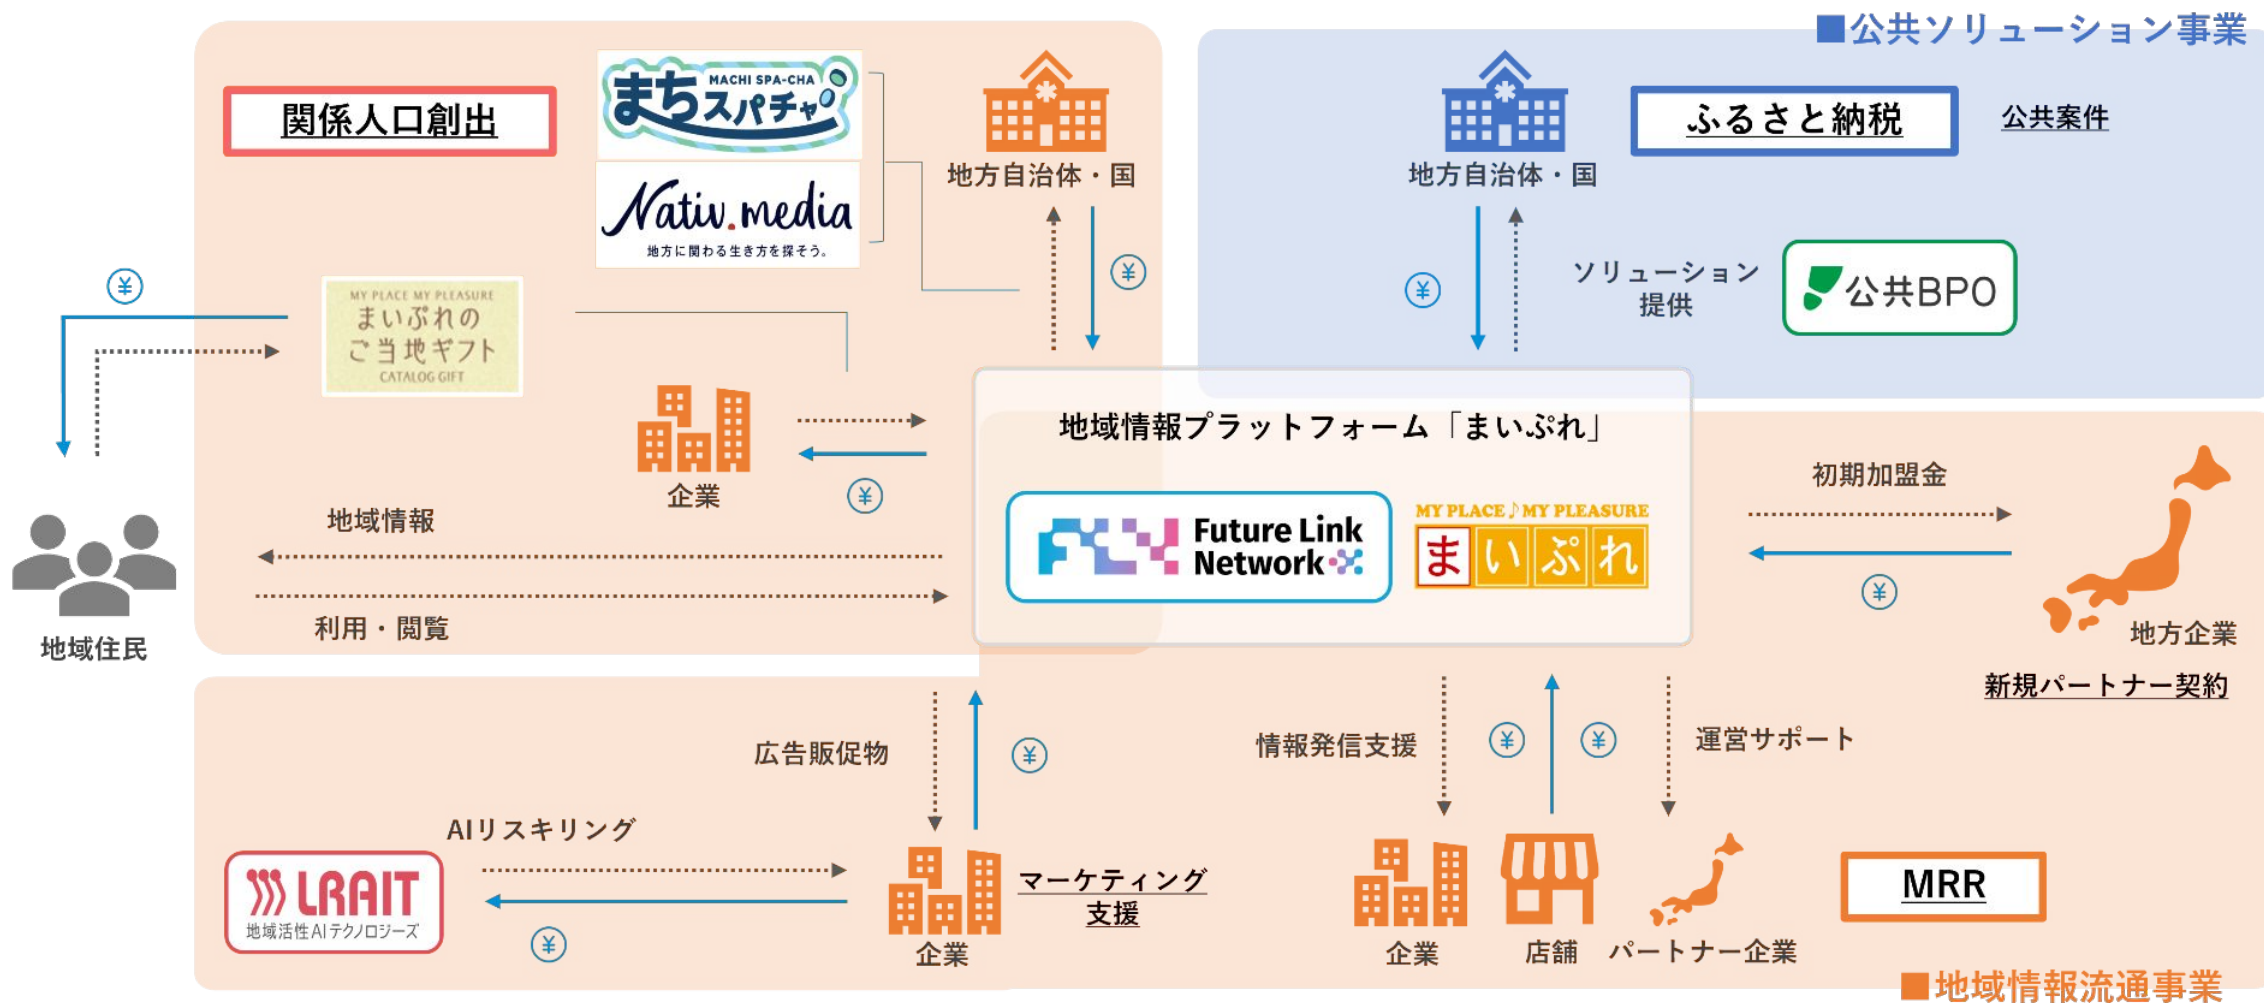 ■公共ソリューション事業
関係人口創出
MACHI SPA-CHA
まちスパチャ
Nativ.media
地方に関わる生き方を探そう。
地方自治体・国
¥
地方自治体・国
ふるさと納税
公共案件
¥
ソリューション
提供
公共BPO
¥
MY PLACE MY PLEASURE
まいぷれの
ご当地ギフト
CATALOG GIFT
企業
¥
地域情報
利用・閲覧
地域住民
地域情報プラットフォーム「まいぷれ」
Future Link
Network
MY PLACE♪MY PLEASURE
まいぷれ
初期加盟金
¥
地方企業
新規パートナー契約
広告販促物
¥
AIリスキリング
LRAIT
地域活性AIテクノロジーズ
¥
企業
マーケティング
支援
情報発信支援
¥
¥
運営サポート
企業
店舗
パートナー企業
MRR
■地域情報流通事業